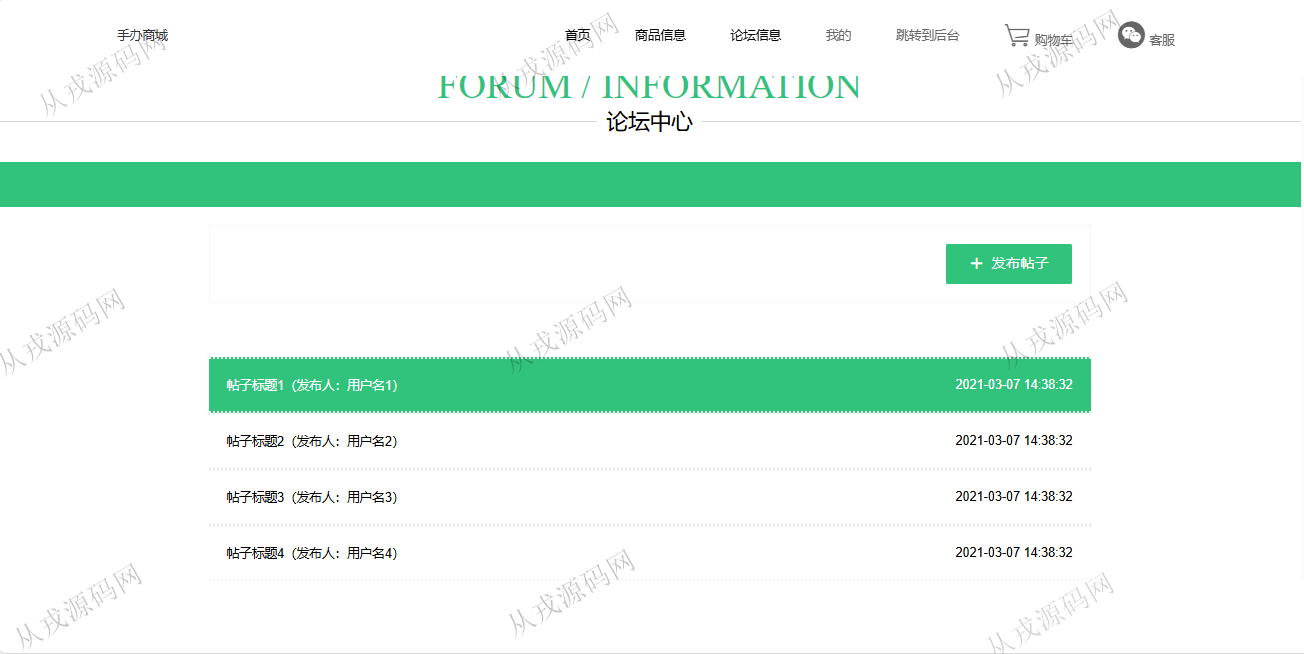 手办商城 首页 商品信息 论坛信息 我的 跳转到后台 购物车 客服
FORUM / INFORMATION
论坛中心
+ 发布帖子
帖子标题1（发布人：用户名1） 2021-03-07 14:38:32
帖子标题2（发布人：用户名2） 2021-03-07 14:38:32
帖子标题3（发布人：用户名3） 2021-03-07 14:38:32
帖子标题4（发布人：用户名4） 2021-03-07 14:38:32
从戎源码网
从戎源码网
从戎源码网
从戎源码网
从戎源码网
从戎源码网
从戎源码网
从戎源码网
从戎源码网